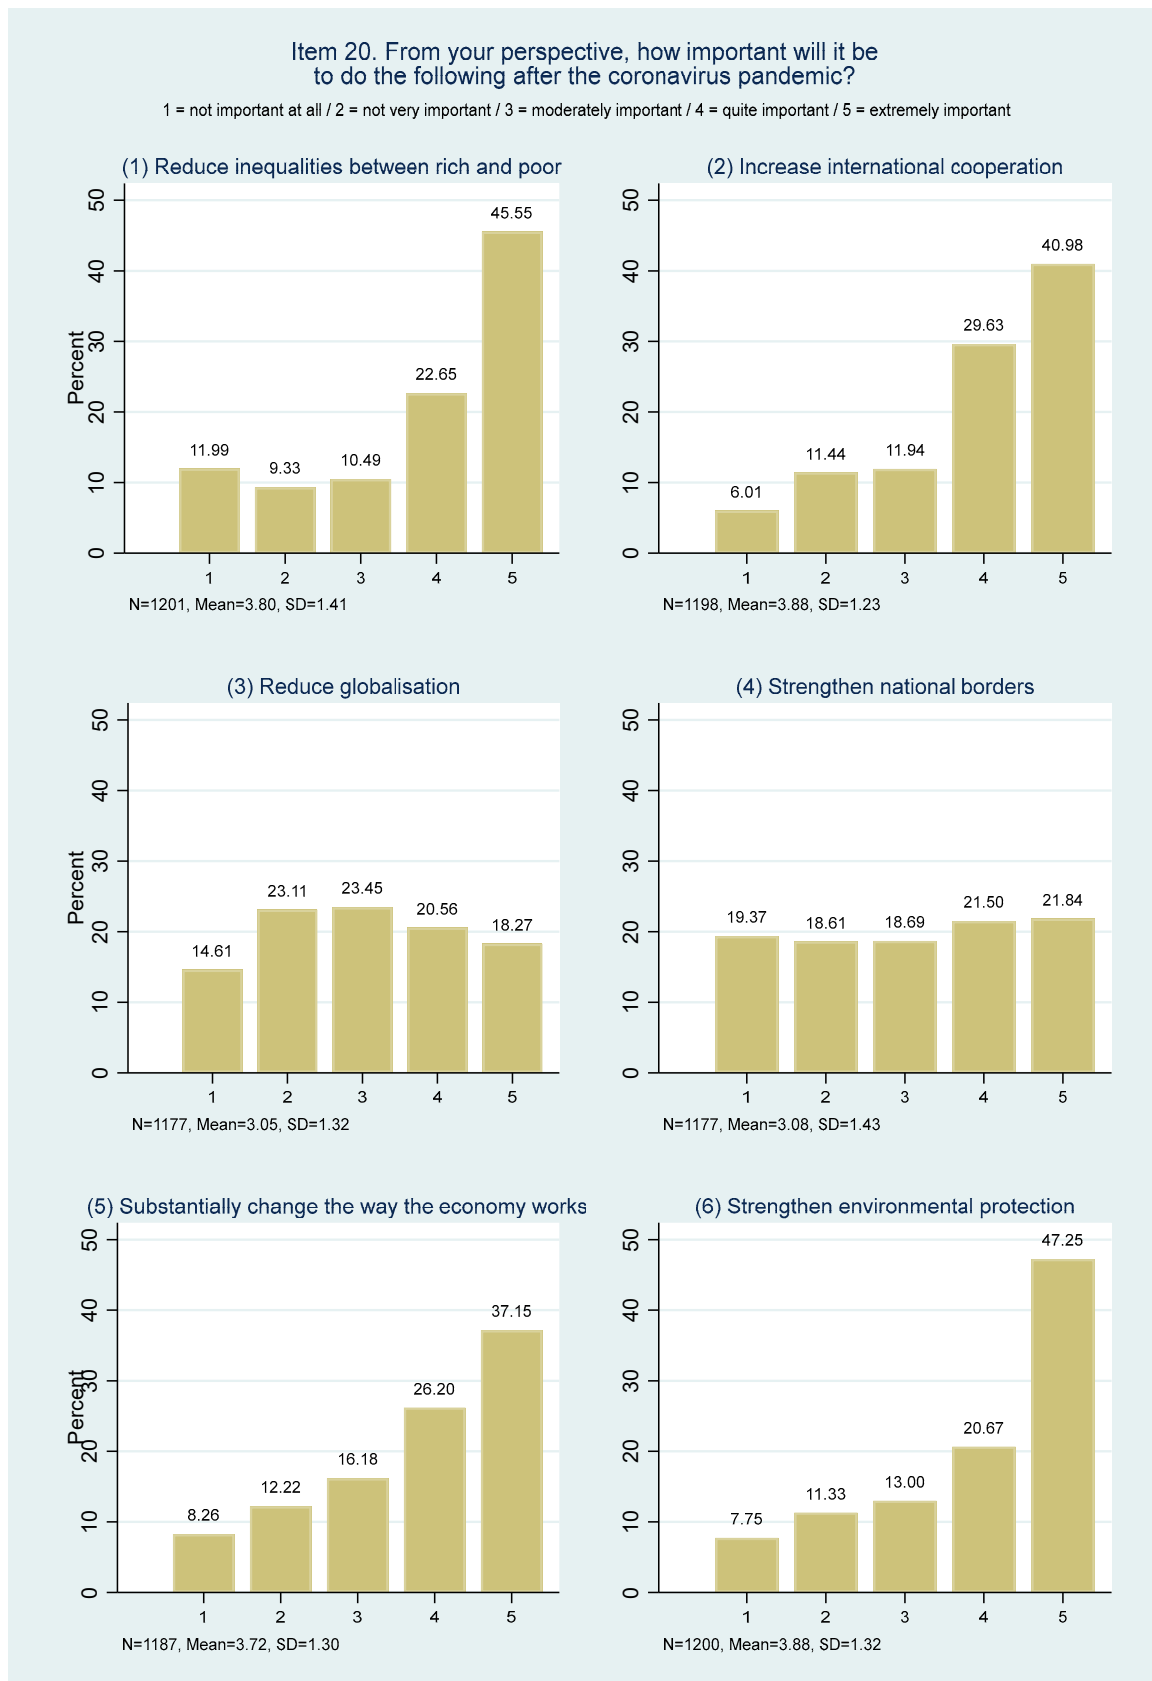 Item 20. From your perspective, how important will it be
to do the following after the coronavirus pandemic?
1 = not important at all / 2 = not very important / 3 = moderately important / 4 = quite important / 5 = extremely important
(1) Reduce inequalities between rich and poor
Percent
0 10 20 30 40 50
11.99 9.33 10.49 22.65 45.55
1 2 3 4 5
N=1201, Mean=3.80, SD=1.41
(2) Increase international cooperation
0 10 20 30 40 50
6.01 11.44 11.94 29.63 40.98
1 2 3 4 5
N=1198, Mean=3.88, SD=1.23
(3) Reduce globalisation
Percent
0 10 20 30 40 50
14.61 23.11 23.45 20.56 18.27
1 2 3 4 5
N=1177, Mean=3.05, SD=1.32
(4) Strengthen national borders
0 10 20 30 40 50
19.37 18.61 18.69 21.50 21.84
1 2 3 4 5
N=1177, Mean=3.08, SD=1.43
(5) Substantially change the way the economy works
Percent
0 10 20 30 40 50
8.26 12.22 16.18 26.20 37.15
1 2 3 4 5
N=1187, Mean=3.72, SD=1.30
(6) Strengthen environmental protection
0 10 20 30 40 50
7.75 11.33 13.00 20.67 47.25
1 2 3 4 5
N=1200, Mean=3.88, SD=1.32